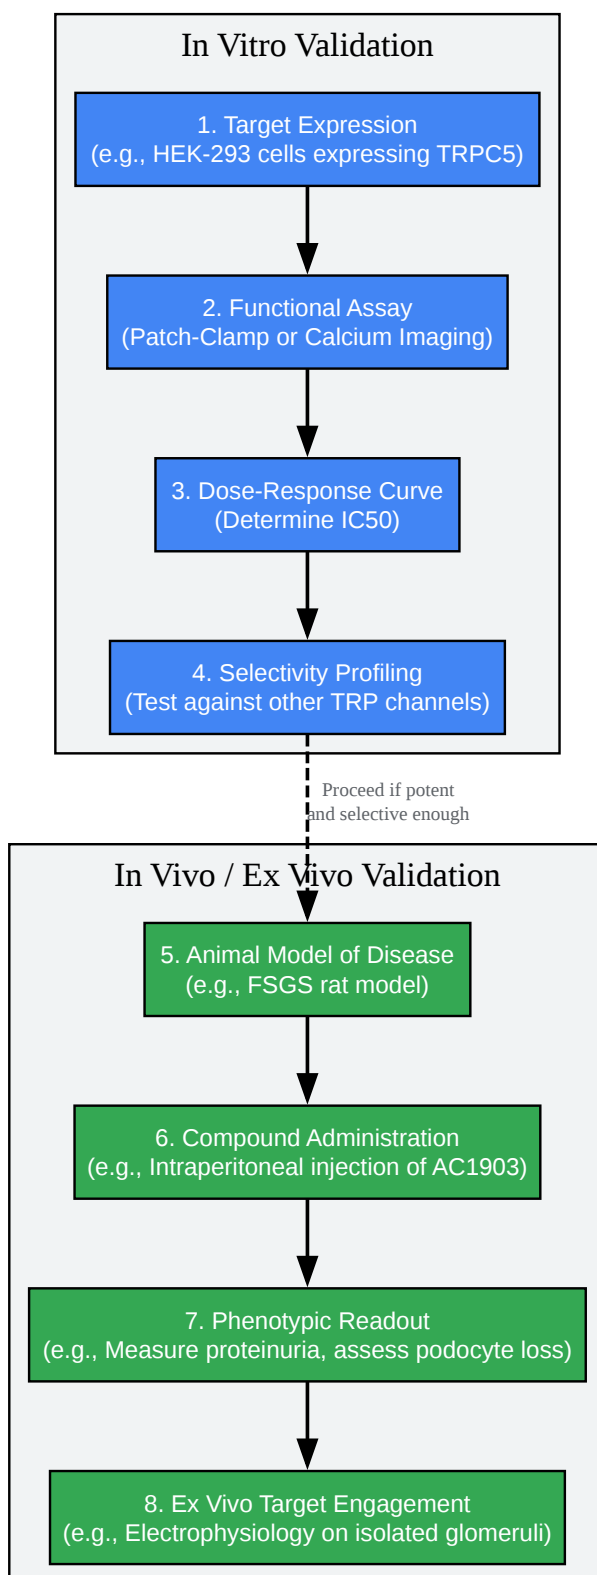 In Vitro Validation
1. Target Expression
(e.g., HEK-293 cells expressing TRPC5)
2. Functional Assay
(Patch-Clamp or Calcium Imaging)
3. Dose-Response Curve
(Determine IC50)
4. Selectivity Profiling
(Test against other TRP channels)
Proceed if potent
and selective enough
In Vivo / Ex Vivo Validation
5. Animal Model of Disease
(e.g., FSGS rat model)
6. Compound Administration
(e.g., Intraperitoneal injection of AC1903)
7. Phenotypic Readout
(e.g., Measure proteinuria, assess podocyte loss)
8. Ex Vivo Target Engagement
(e.g., Electrophysiology on isolated glomeruli)